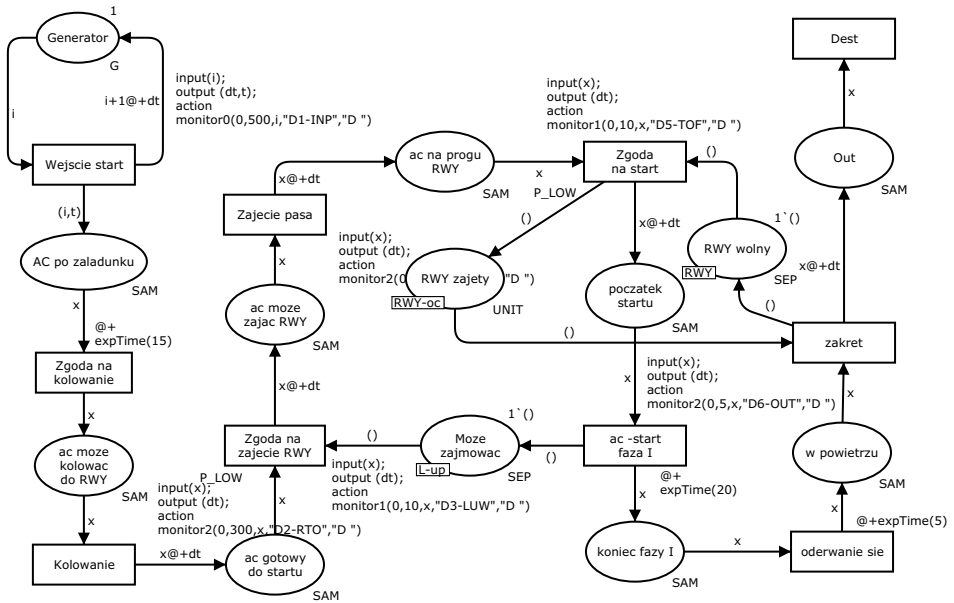 1
Generator
G
i
i+1@+dt
input(i);
output (dt,t);
action
monitor0(0,500,i,"D1-INP","D ")
Wejscie start
(i,t)
AC po zaladunku
SAM
x
@+
expTime(15)
Zgoda na
kolowanie
x
ac moze
kolowac
do RWY
SAM
x
Kolowanie
x@+dt
input(x);
output (dt);
action
monitor2(0,300,x,"D2-RTO","D ")
ac gotowy
do startu
SAM
x
P_LOW
Zgoda na
zajecie RWY
input(x);
output (dt);
action
monitor1(0,10,x,"D3-LUW","D ")
x@+dt
ac moze
zajac RWY
SAM
x
Zajecie pasa
input(x);
output (dt);
action
monitor2(0
"D ")
x@+dt
ac na progu
RWY
SAM
x
P_LOW
input(x);
output (dt);
action
monitor1(0,10,x,"D5-TOF","D ")
Zgoda
na start
()
RWY zajety
RWY-oc
UNIT
()
x@+dt
poczatek
startu
SAM
x
input(x);
output (dt);
action
monitor2(0,5,x,"D6-OUT","D ")
ac -start
faza I
()
1`()
Moze
zajmowac
L-up
SEP
()
@+
expTime(20)
x
koniec fazy I
SAM
x
oderwanie sie
@+expTime(5)
x
w powietrzu
SAM
x
zakret
()
1`()
RWY wolny
RWY
SEP
()
x@+dt
Out
SAM
x
Dest